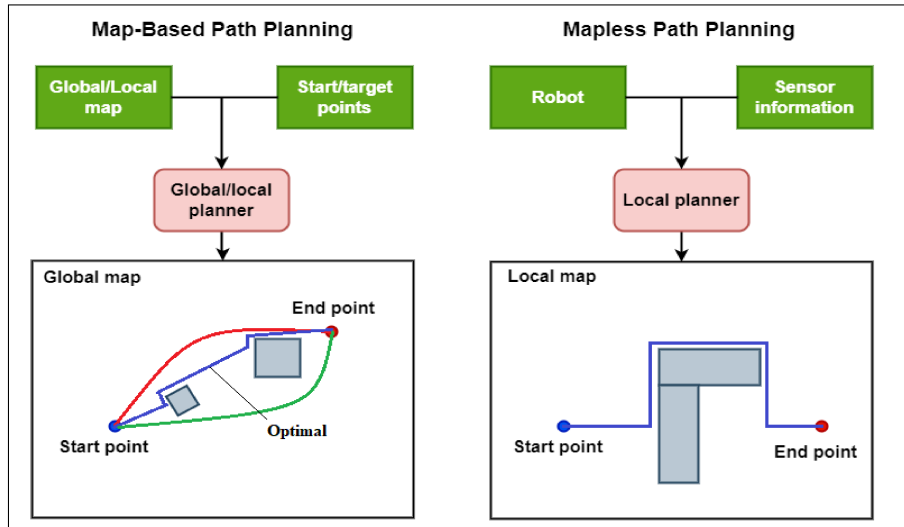 Map-Based Path Planning
Global/Local
map
Start/target
points
Global/local
planner
Global map
End point
Start point
Optimal
Mapless Path Planning
Robot
Sensor
information
Local planner
Local map
Start point
End point